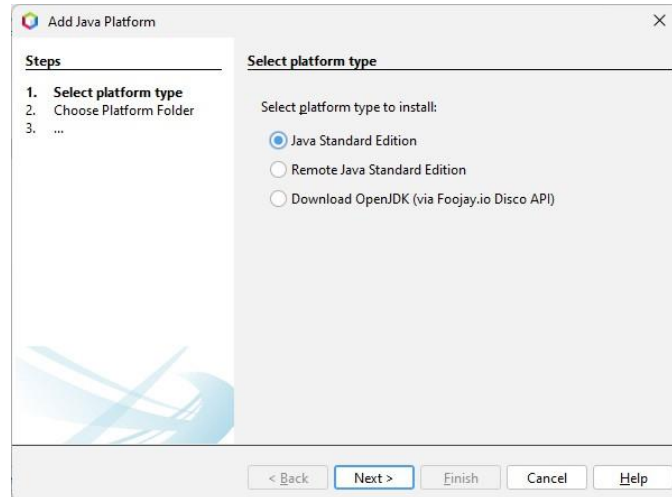 Add Java Platform
Steps
1. Select platform type
2. Choose Platform Folder
3. ...
Select platform type
Select platform type to install:
Java Standard Edition
Remote Java Standard Edition
Download OpenJDK (via Foojay.io Disco API)
< Back
Next >
Finish
Cancel
Help